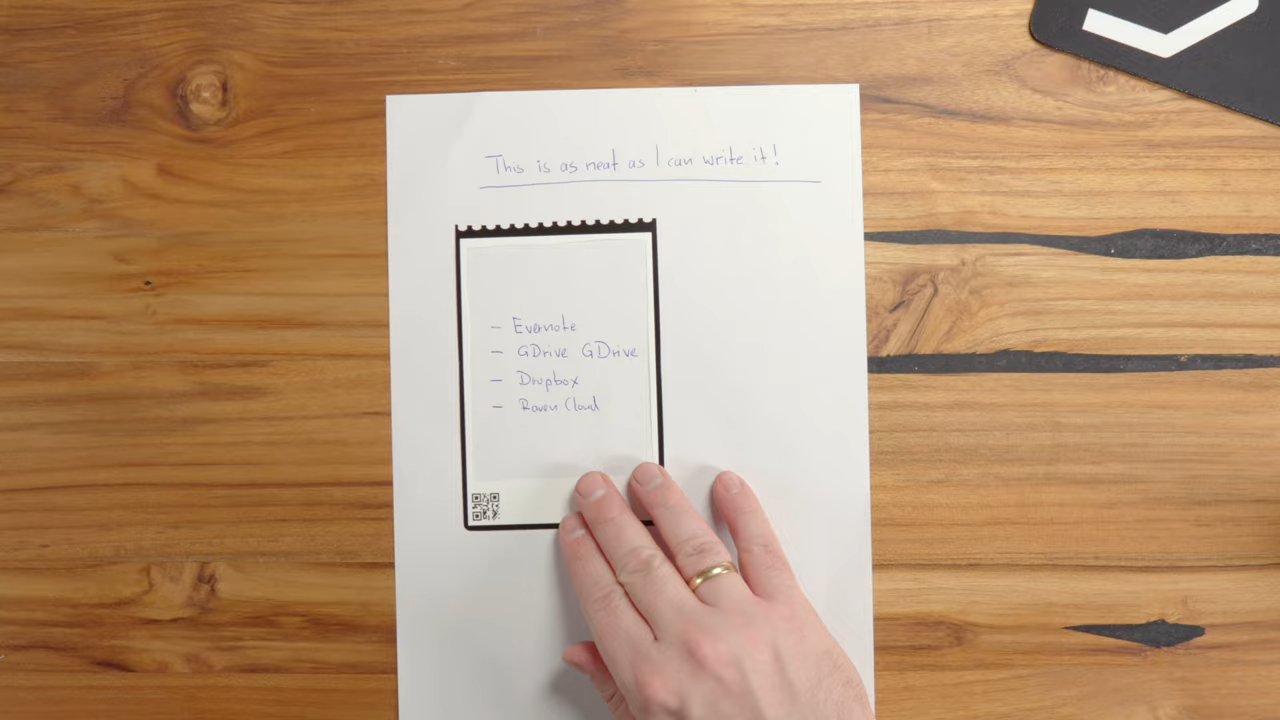 This is as neat as I can write it!
- Evernote
- GDrive GDrive
- Dropbox
- Raven Cloud